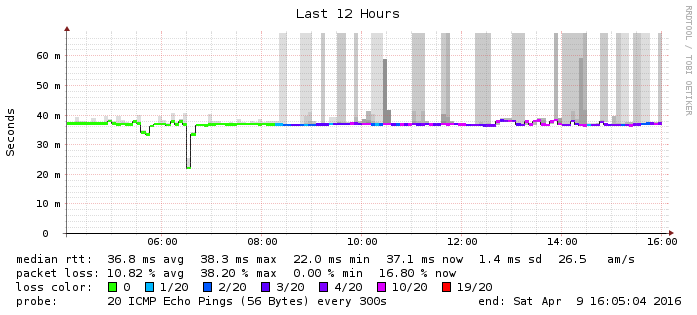 Last 12 Hours
RRDTOOL / TOBI OETIKER
Seconds
60 m
50 m
40 m
30 m
20 m
10 m
0
06:00 08:00 10:00 12:00 14:00 16:00
median rtt: 36.8 ms avg 38.3 ms max 22.0 ms min 37.1 ms now 1.4 ms sd 26.5 am/s
packet loss: 10.82 % avg 38.20 % max 0.00 % min 16.80 % now
loss color: 0 1/20 2/20 3/20 4/20 10/20 19/20
probe: 20 ICMP Echo Pings (56 Bytes) every 300s end: Sat Apr 9 16:05:04 2016